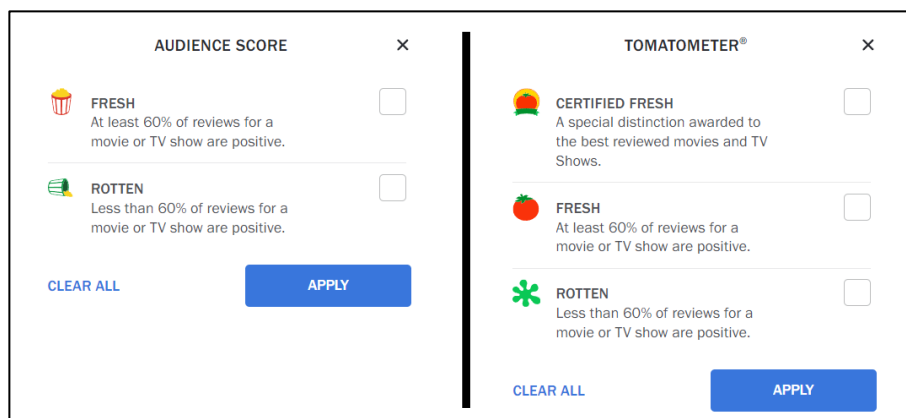 AUDIENCE SCORE
FRESH
At least 60% of reviews for a
movie or TV show are positive.
ROTTEN
Less than 60% of reviews for a
movie or TV show are positive.
CLEAR ALL
APPLY
TOMATOMETER®
CERTIFIED FRESH
A special distinction awarded to
the best reviewed movies and TV
Shows.
FRESH
At least 60% of reviews for a
movie or TV show are positive.
ROTTEN
Less than 60% of reviews for a
movie or TV show are positive.
CLEAR ALL
APPLY